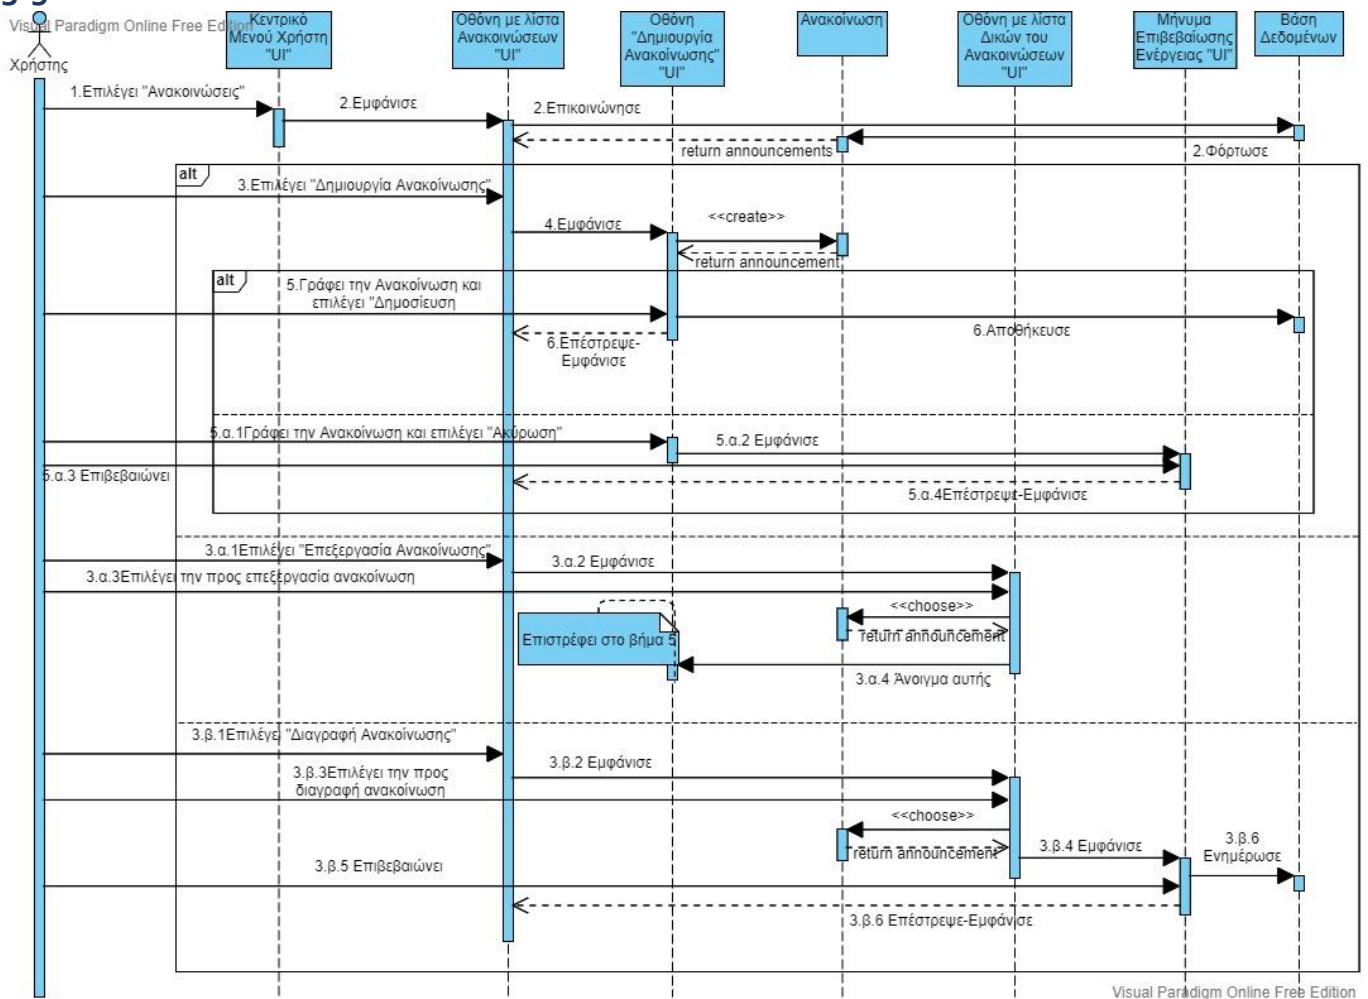 Visual Paradigm Online Free Edition
Χρήστης
Κεντρικό
Μενού Χρήστη
"UI"
Οθόνη με λίστα
Ανακοινώσεων
"UI"
Οθόνη
"Δημιουργία
Ανακοίνωσης"
"UI"
Ανακοίνωση
Οθόνη με λίστα
Δικών του
Ανακοινώσεων
"UI"
Μήνυμα
Επιβεβαίωσης
Ενέργειας "UI"
Βάση
Δεδομένων
1.Επιλέγει "Ανακοινώσεις"
2.Εμφάνισε
2.Επικοινώνησε
return announcements
2.Φόρτωσε
alt
3.Επιλέγει "Δημιουργία Ανακοίνωσης"
4.Εμφάνισε
<<create>>
return announcement
alt
5.Γράφει την Ανακοίνωση και
επιλέγει "Δημοσίευση
6.Αποθήκευσε
6.Επέστρεψε-
Εμφάνισε
5.α.1Γράφει την Ανακοίνωση και επιλέγει "Ακύρωση"
5.α.2 Εμφάνισε
5.α.3 Επιβεβαιώνει
5.α.4Επέστρεψε-Εμφάνισε
3.α.1Επιλέγει "Επεξεργασία Ανακοίνωσης"
3.α.2 Εμφάνισε
3.α.3Επιλέγει την προς επεξεργασία ανακοίνωση
<<choose>>
return announcement
Επιστρέφει στο βήμα 5
3.α.4 Άνοιγμα αυτής
3.β.1Επιλέγει "Διαγραφή Ανακοίνωσης"
3.β.2 Εμφάνισε
3.β.3Επιλέγει την προς
διαγραφή ανακοίνωση
<<choose>>
return announcement
3.β.4 Εμφάνισε
3.β.6
Ενημέρωσε
3.β.5 Επιβεβαιώνει
3.β.6 Επέστρεψε-Εμφάνισε
Visual Paradigm Online Free Edition